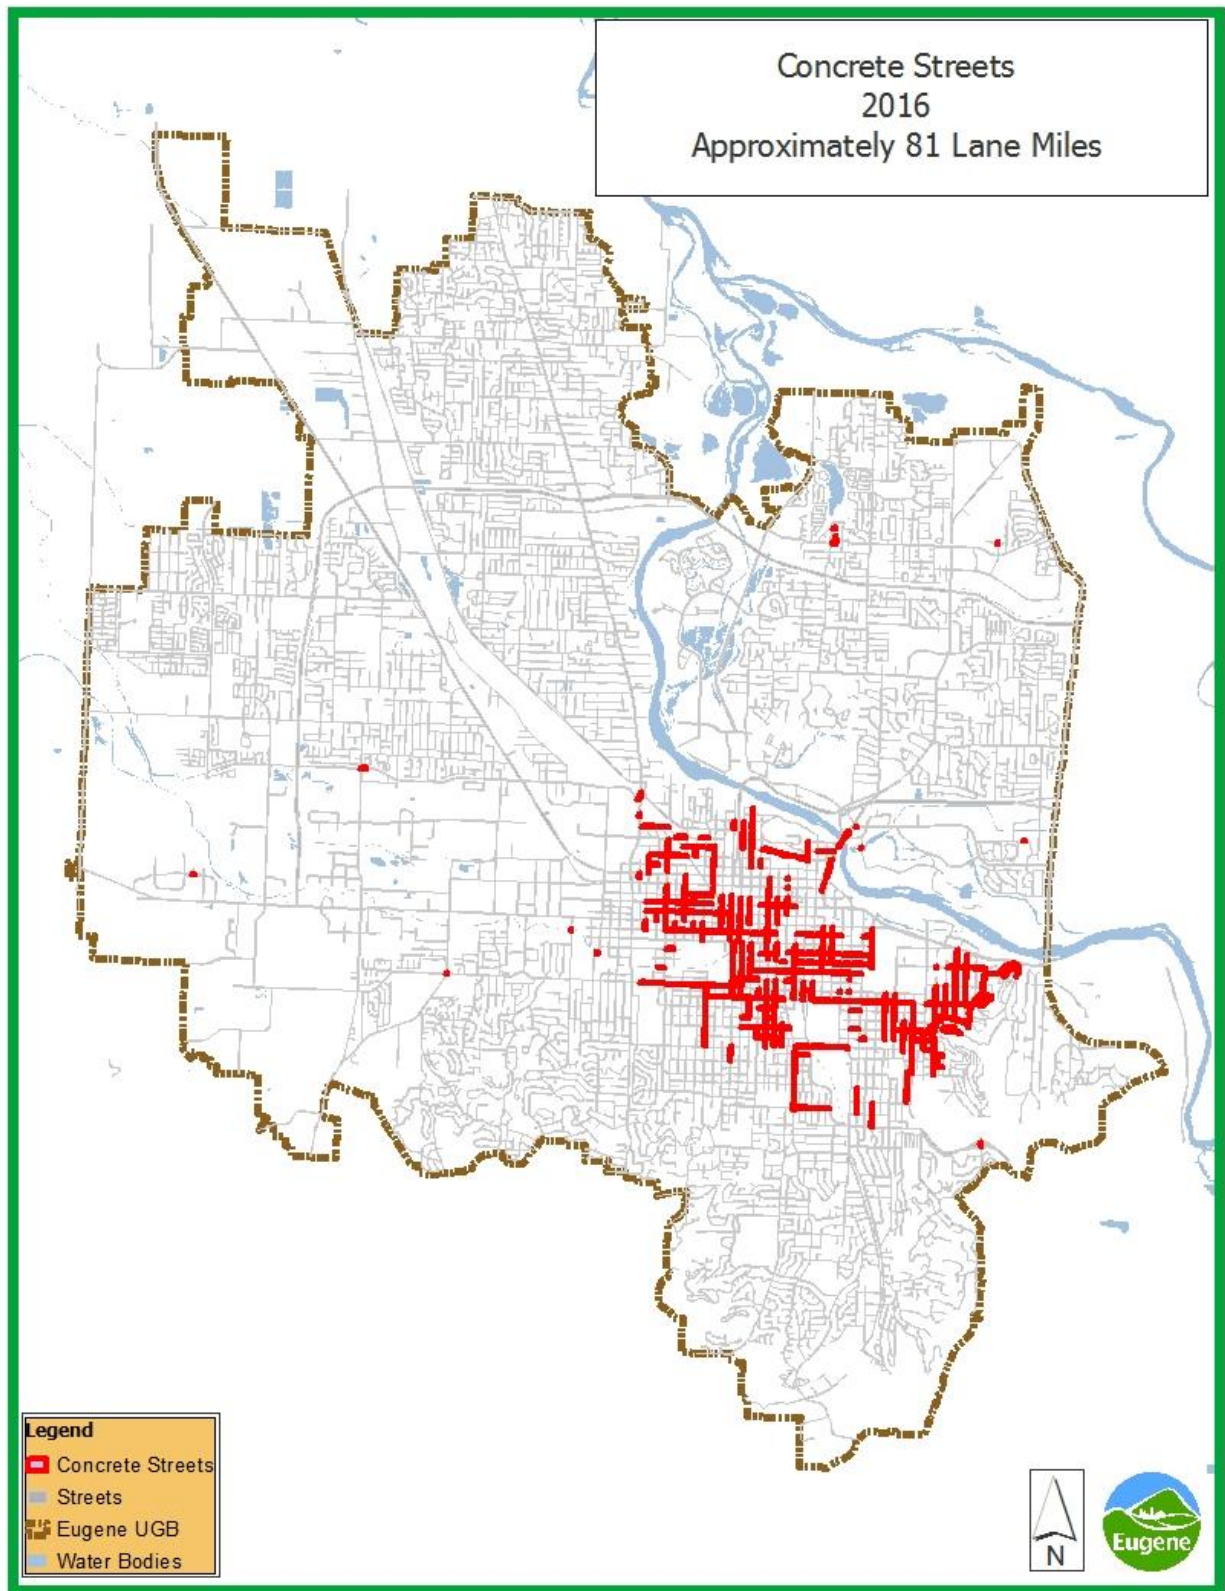 Concrete Streets
2016
Approximately 81 Lane Miles
Legend
Concrete Streets
Streets
Eugene UGB
Water Bodies
N
Eugene